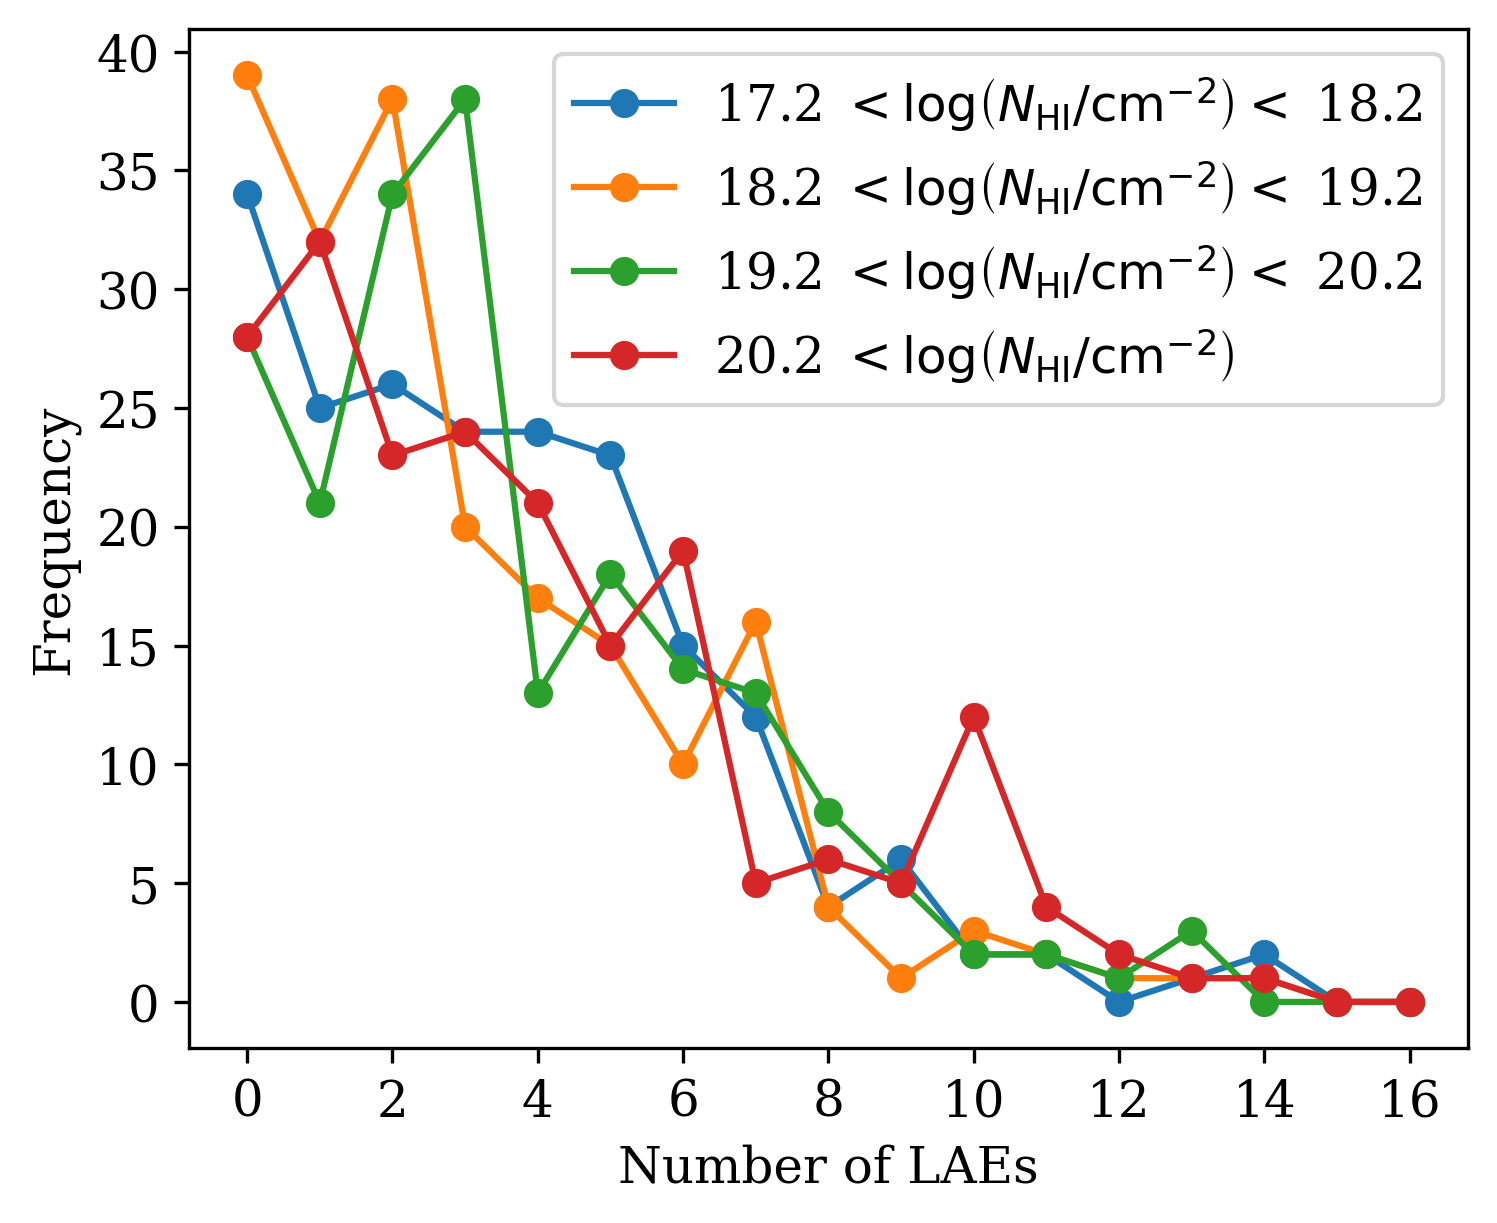 40
35
30
25
20
15
10
5
0
Frequency
17.2 < log(N_HI/cm⁻²) < 18.2
18.2 < log(N_HI/cm⁻²) < 19.2
19.2 < log(N_HI/cm⁻²) < 20.2
20.2 < log(N_HI/cm⁻²)
0 2 4 6 8 10 12 14 16
Number of LAEs